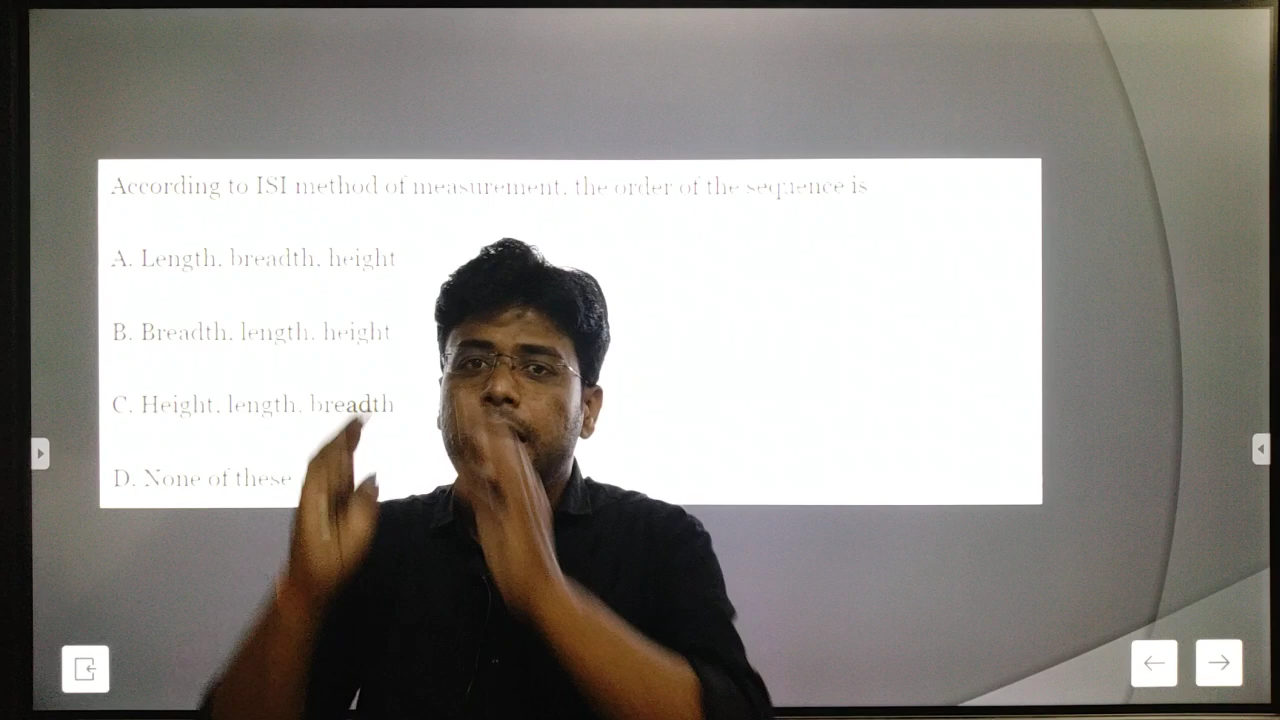 According to ISI method of measurement, the order of the sequence is
A. Length, breadth, height
B. Breadth, length, height
C. Height, length, breadth
D. None of these